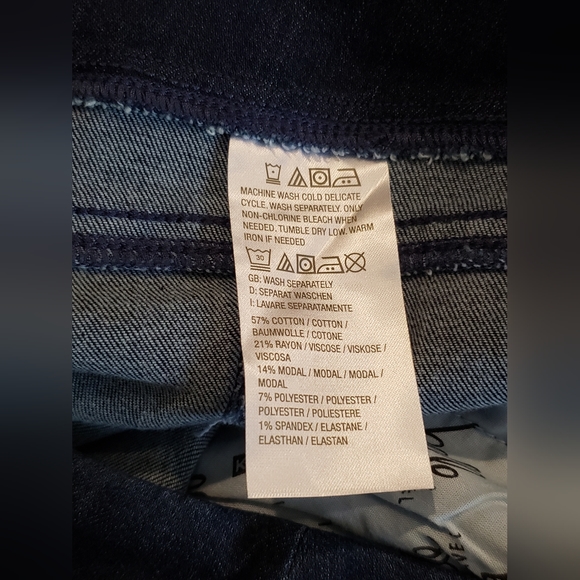 MACHINE WASH COLD DELICATE
CYCLE. WASH SEPARATELY. ONLY
NON-CHLORINE BLEACH WHEN
NEEDED. TUMBLE DRY LOW. WARM
IRON IF NEEDED
30
GB: WASH SEPARATELY
D: SEPARAT WASCHEN
I: LAVARE SEPARATAMENTE
57% COTTON / COTTON /
BAUMWOLLE / COTONE
21% RAYON / VISCOSE / VISKOSE /
VISCOSA
14% MODAL / MODAL / MODAL /
MODAL
7% POLYESTER / POLYESTER /
POLYESTER / POLIESTERE
1% SPANDEX / ELASTANE /
ELASTHAN / ELASTAN